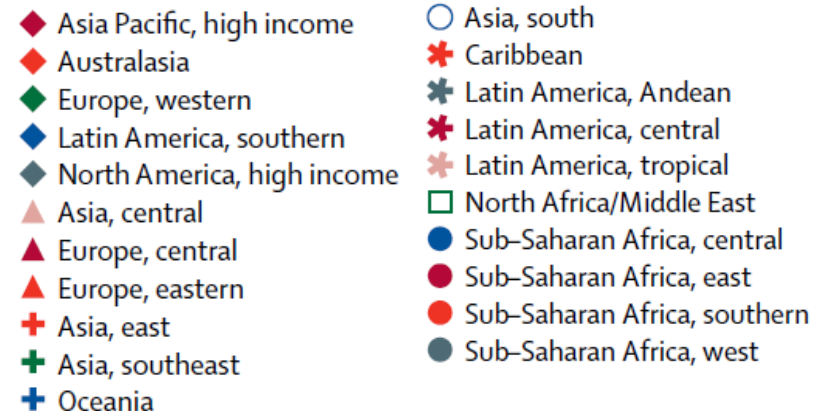 Asia Pacific, high income
Australasia
Europe, western
Latin America, southern
North America, high income
Asia, central
Europe, central
Europe, eastern
Asia, east
Asia, southeast
Oceania
Asia, south
Caribbean
Latin America, Andean
Latin America, central
Latin America, tropical
North Africa/Middle East
Sub–Saharan Africa, central
Sub–Saharan Africa, east
Sub–Saharan Africa, southern
Sub–Saharan Africa, west